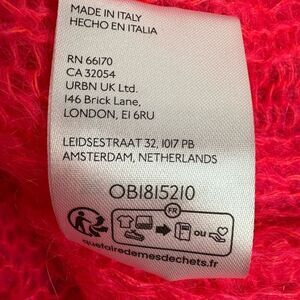 MADE IN ITALY
HECHO EN ITALIA
RN 66170
CA 32054
URBN UK Ltd.
146 Brick Lane,
LONDON, E1 6RU
LEIDSESTRAAT 32, 1017 PB
AMSTERDAM, NETHERLANDS
OB1815210
FR
ou
quefairedemesdechets.fr